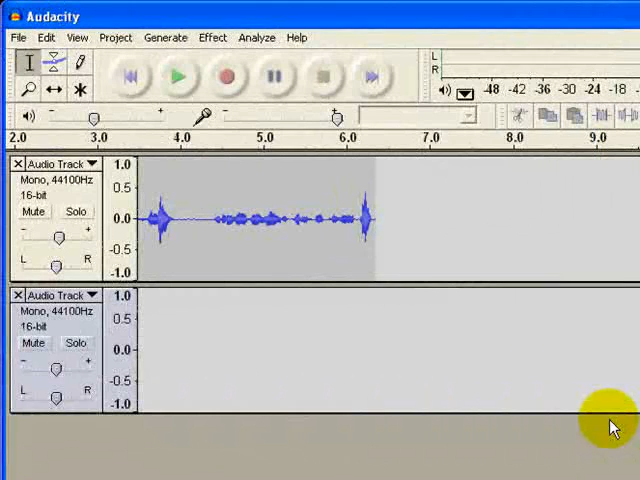 Audacity
File Edit View Project Generate Effect Analyze Help
L
R
-48 -42 -36 -30 -24 -18
- + - +
2.0 3.0 4.0 5.0 6.0 7.0 8.0 9.0
Audio Track
Mono, 44100Hz
16-bit
Mute Solo
- +
L R
1.0
0.5
0.0
-0.5
-1.0
Audio Track
Mono, 44100Hz
16-bit
Mute Solo
- +
L R
1.0
0.5
0.0
-0.5
-1.0